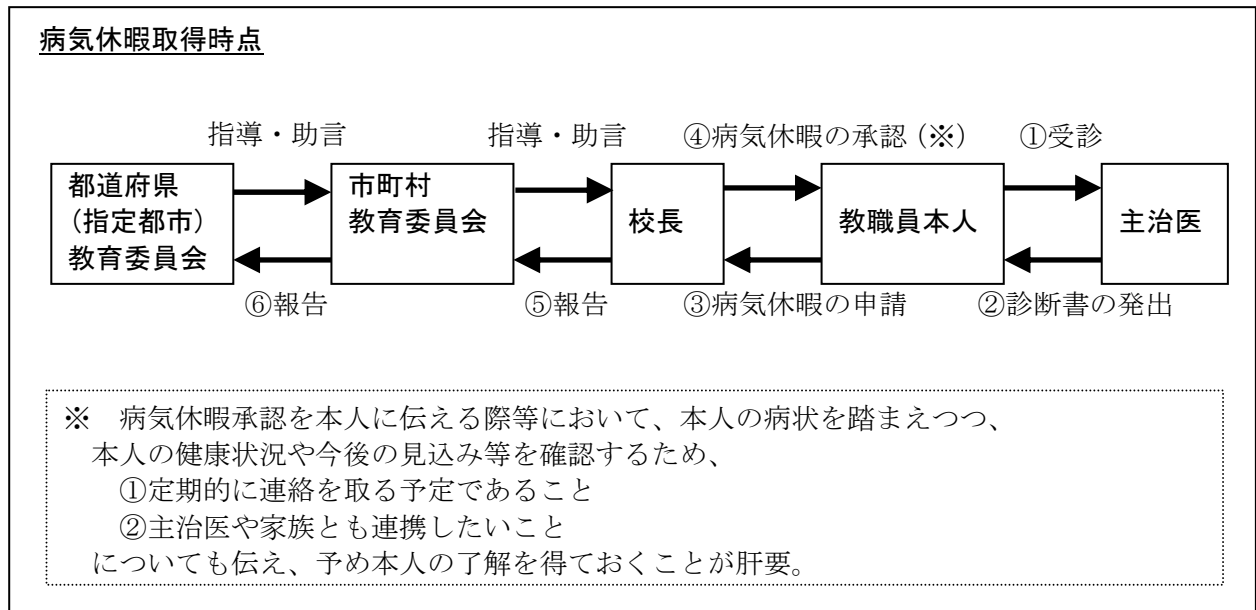 病気休暇取得時点
指導・助言
指導・助言
④病気休暇の承認(※)
①受診
都道府県
(指定都市)
教育委員会
市町村
教育委員会
校長
教職員本人
主治医
⑥報告
⑤報告
③病気休暇の申請
②診断書の発出
※ 病気休暇承認を本人に伝える際等において、本人の病状を踏まえつつ、
本人の健康状況や今後の見込み等を確認するため、
①定期的に連絡を取る予定であること
②主治医や家族とも連携したいこと
についても伝え、予め本人の了解を得ておくことが肝要。